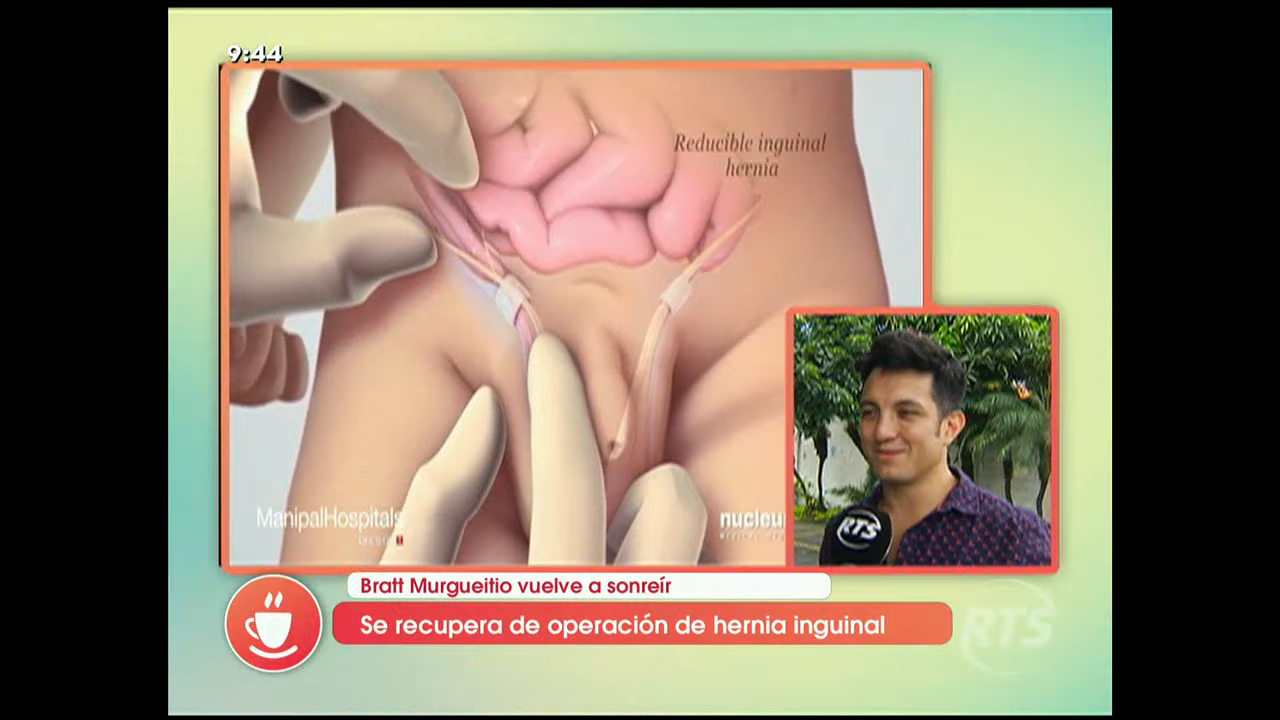 9:44
Reducible inguinal
hernia
ManipalHospitals
nucleus
RTS
Bratt Murgueitio vuelve a sonreír
Se recupera de operación de hernia inguinal
RTS